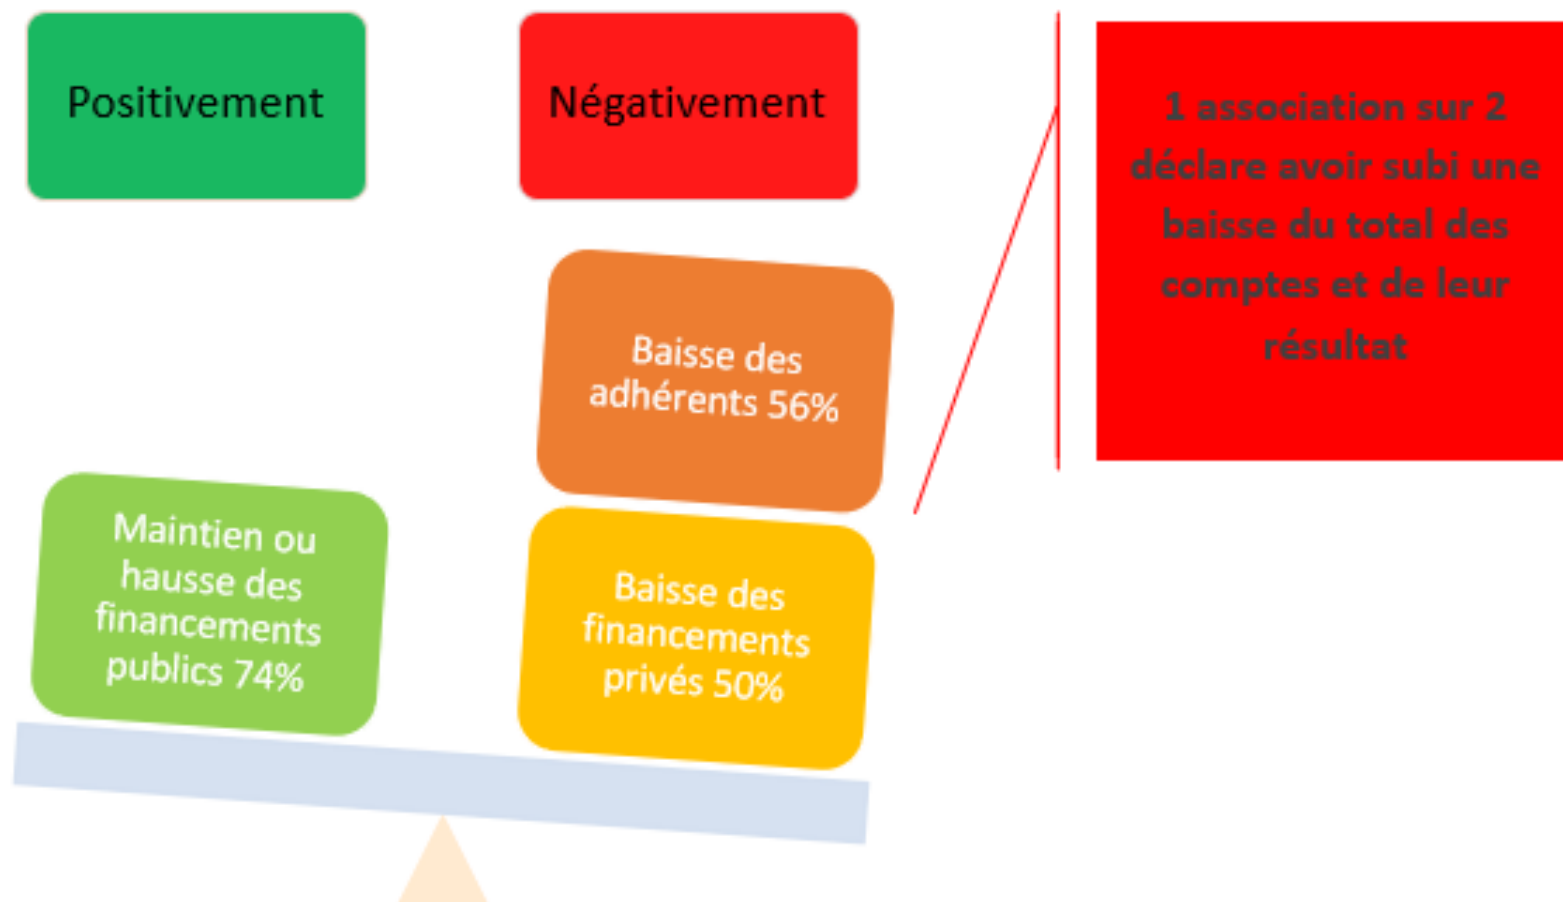 Positivement
Négativement
1 association sur 2
déclare avoir subi une
baisse du total des
comptes et de leur
résultat
Baisse des
adhérents 56%
Maintien ou
hausse des
financements
publics 74%
Baisse des
financements
privés 50%